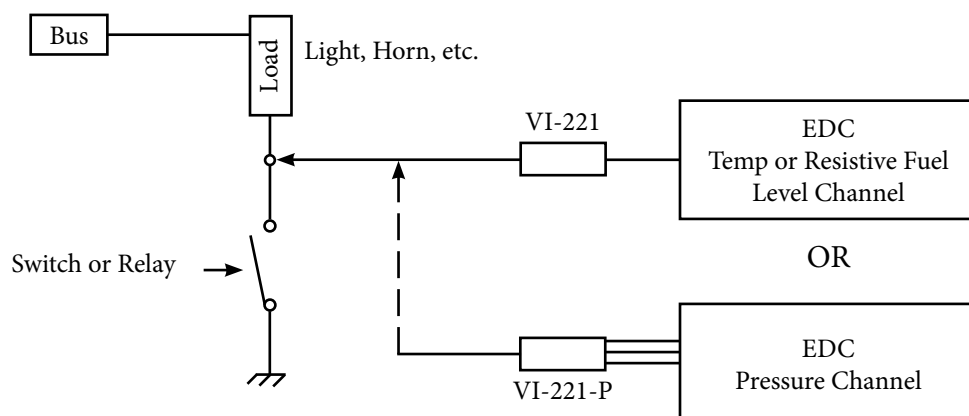 Bus
Load
Light, Horn, etc.
VI-221
EDC
Temp or Resistive Fuel
Level Channel
Switch or Relay
OR
VI-221-P
EDC
Pressure Channel